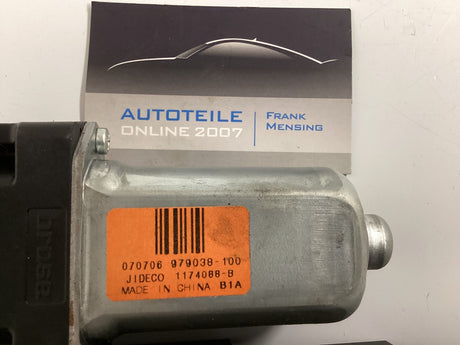 AUTOTEILE
ONLINE 2007
FRANK
MENSING
brose
070706 979038-100
JIDECO 1174088-B
MADE IN CHINA B1A